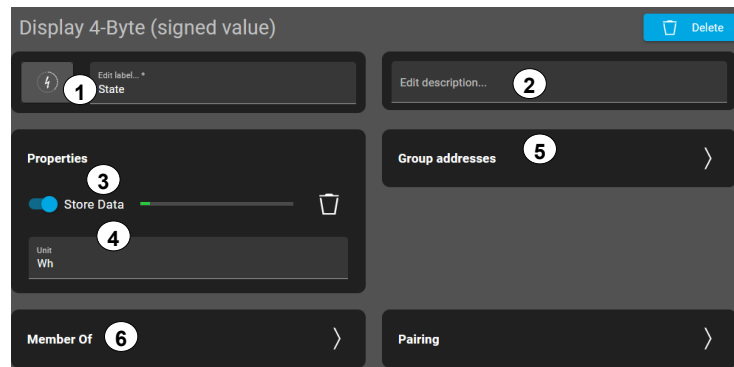 Display 4-Byte (signed value)
Delete
1
Edit label... *
State
Edit description...
2
Properties
3
Store Data
4
Unit
Wh
Group addresses
5
Member Of
6
Pairing